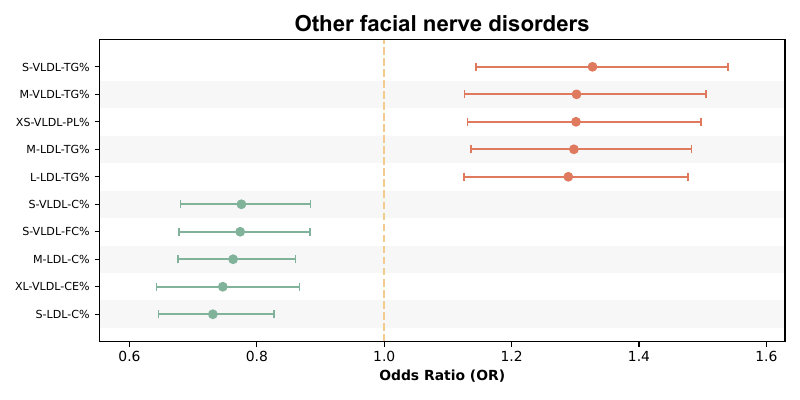 Other facial nerve disorders
S-VLDL-TG%
M-VLDL-TG%
XS-VLDL-PL%
M-LDL-TG%
L-LDL-TG%
S-VLDL-C%
S-VLDL-FC%
M-LDL-C%
XL-VLDL-CE%
S-LDL-C%
0.6 0.8 1.0 1.2 1.4 1.6
Odds Ratio (OR)